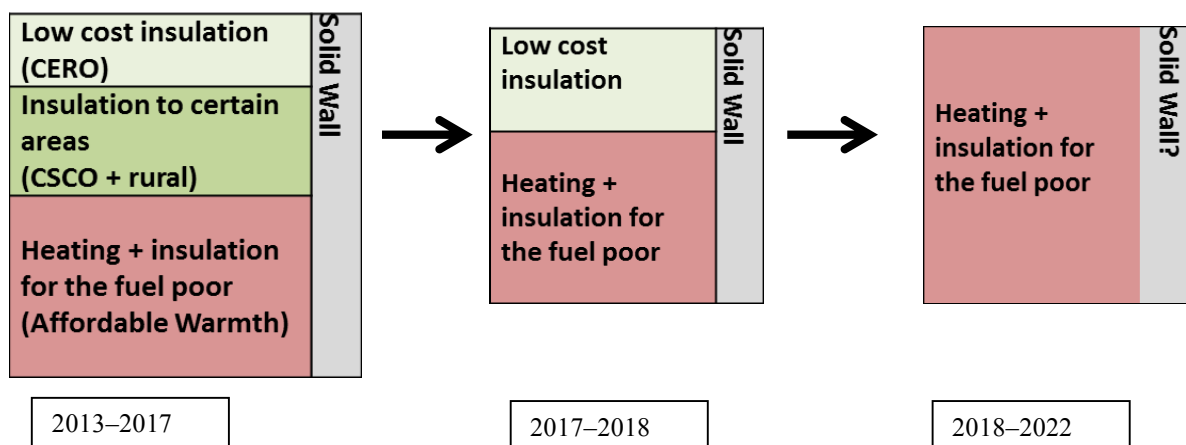 Low cost insulation
(CERO)
Insulation to certain
areas
(CSCO + rural)
Heating + insulation
for the fuel poor
(Affordable Warmth)
Solid Wall
2013–2017
Low cost
insulation
Heating +
insulation for
the fuel poor
Solid Wall
2017–2018
Heating +
insulation for
the fuel poor
Solid Wall?
2018–2022